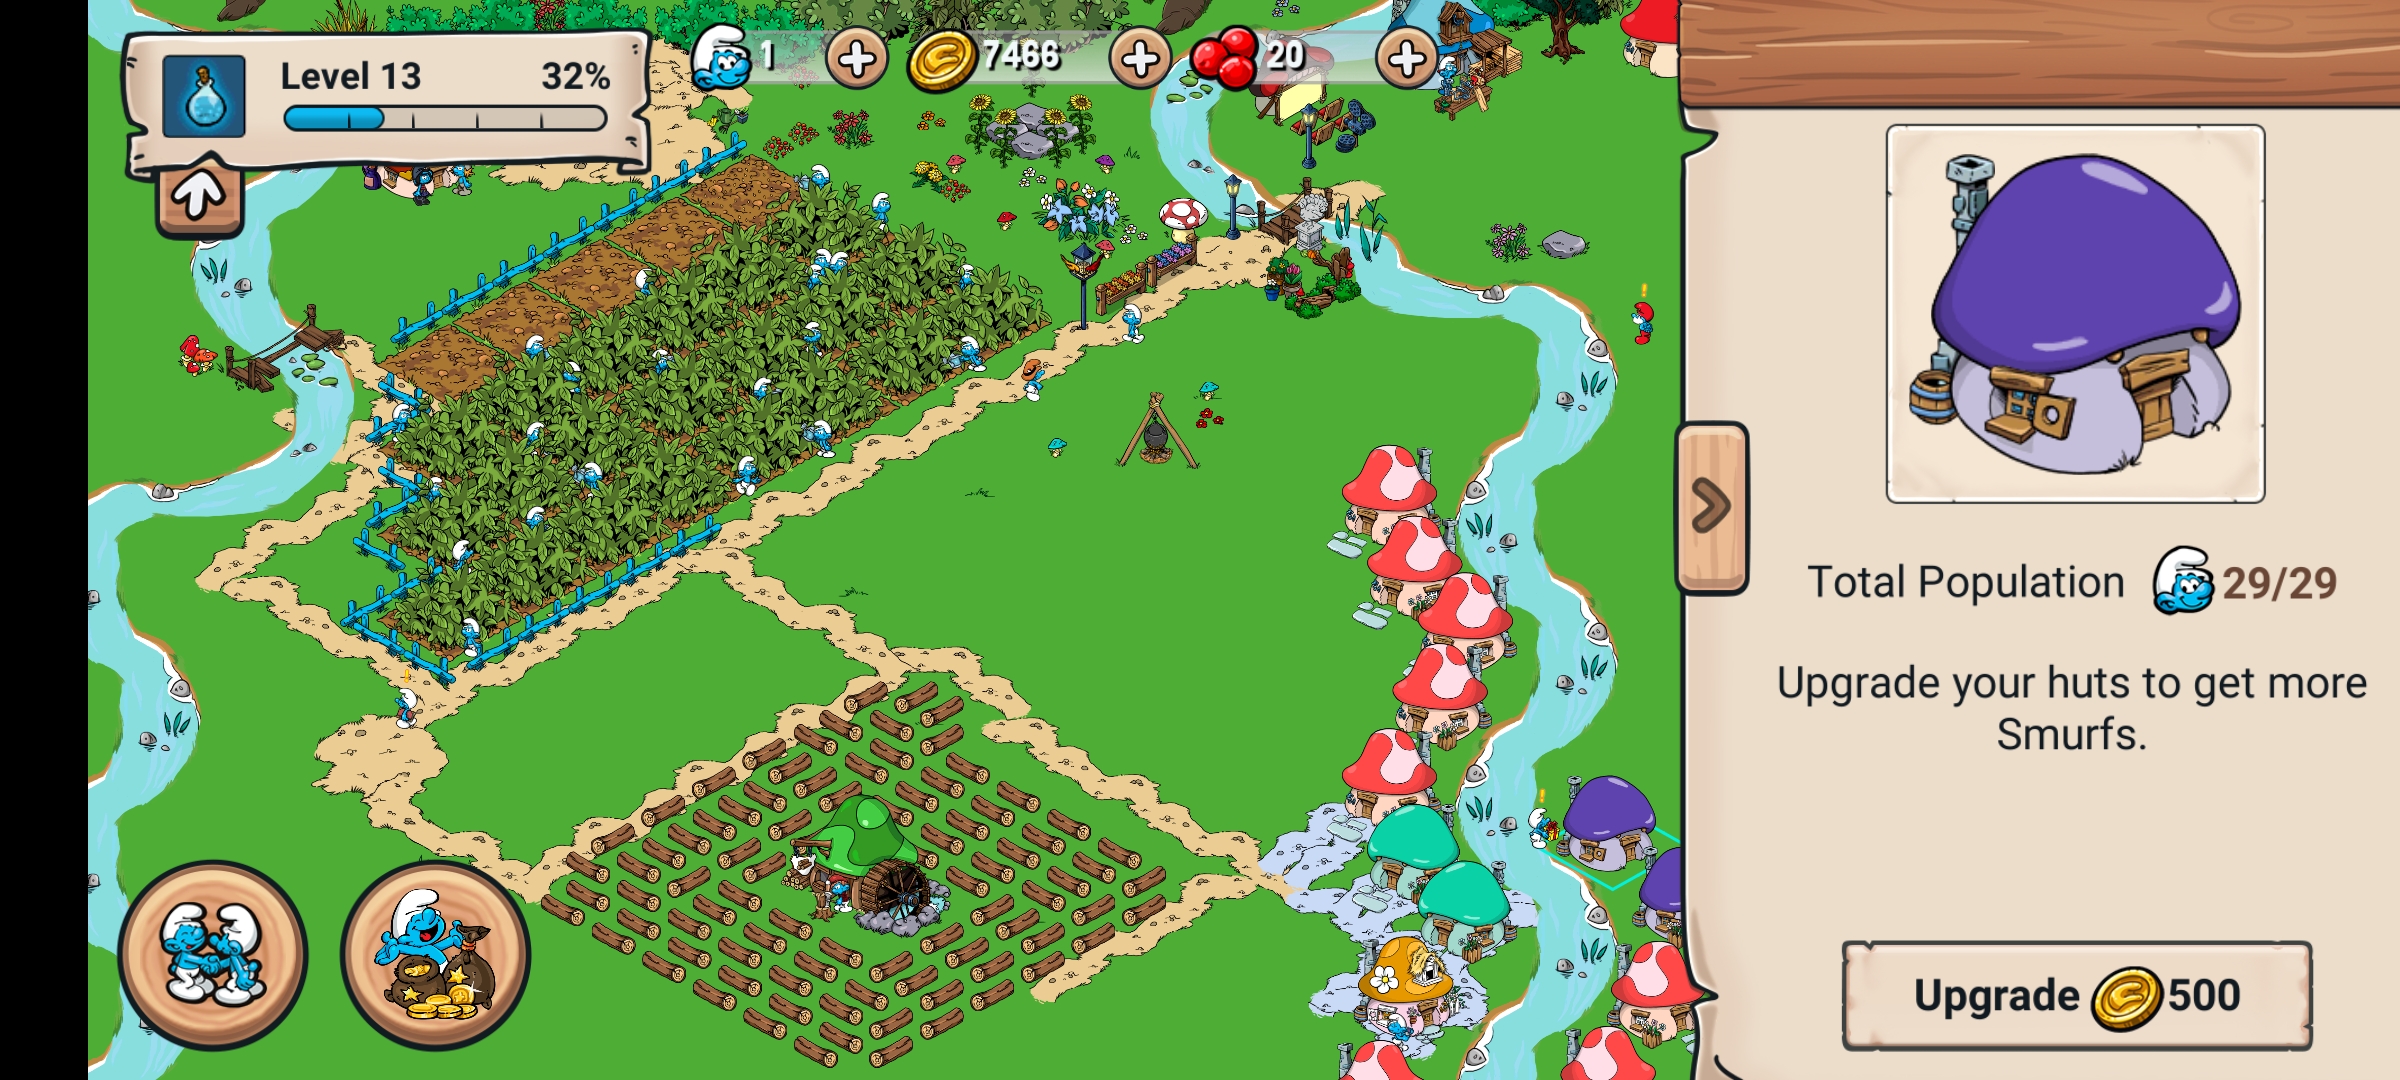 Level 13 32%
1
7466
20
Total Population 29/29
Upgrade your huts to get more
Smurfs.
Upgrade 500